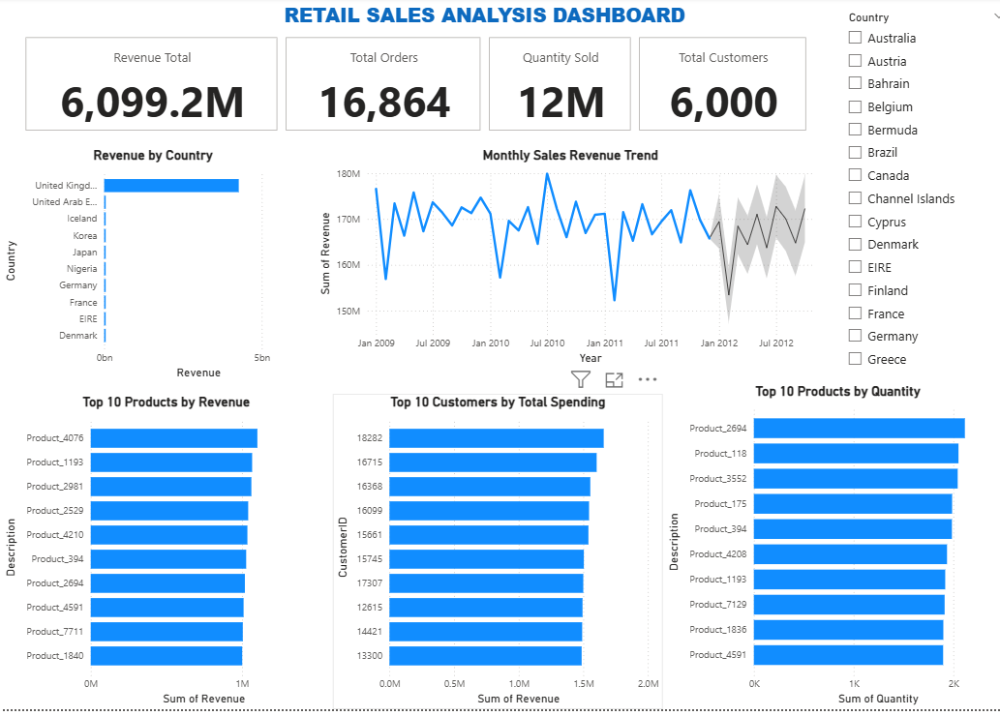 RETAIL SALES ANALYSIS DASHBOARD
Revenue Total
6,099.2M
Total Orders
16,864
Quantity Sold
12M
Total Customers
6,000
Country
Australia
Austria
Bahrain
Belgium
Bermuda
Brazil
Canada
Channel Islands
Cyprus
Denmark
EIRE
Finland
France
Germany
Greece
Revenue by Country
Country
United Kingd...
United Arab E...
Iceland
Korea
Japan
Nigeria
Germany
France
EIRE
Denmark
0bn
5bn
Revenue
Monthly Sales Revenue Trend
Sum of Revenue
180M
170M
160M
150M
Jan 2009
Jul 2009
Jan 2010
Jul 2010
Jan 2011
Jul 2011
Jan 2012
Jul 2012
Year
Top 10 Products by Revenue
Description
Product_4076
Product_1193
Product_2981
Product_2529
Product_4210
Product_394
Product_2694
Product_4591
Product_7711
Product_1840
0M
1M
Sum of Revenue
Top 10 Customers by Total Spending
CustomerID
18282
16715
16368
16099
15661
15745
17307
12615
14421
13300
0.0M
0.5M
1.0M
1.5M
2.0M
Sum of Revenue
Top 10 Products by Quantity
Description
Product_2694
Product_118
Product_3552
Product_175
Product_394
Product_4208
Product_1193
Product_7129
Product_1836
Product_4591
0K
1K
2K
Sum of Quantity